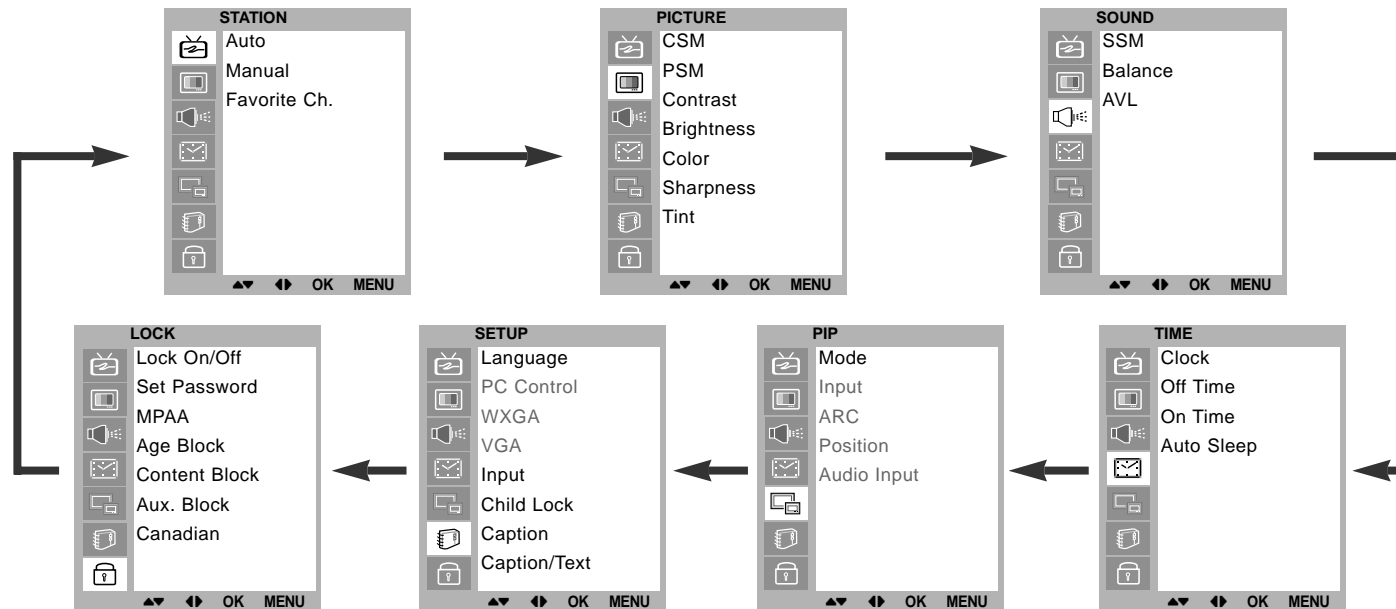 STATION
Auto
Manual
Favorite Ch.
OK MENU
PICTURE
CSM
PSM
Contrast
Brightness
Color
Sharpness
Tint
OK MENU
SOUND
SSM
Balance
AVL
OK MENU
LOCK
Lock On/Off
Set Password
MPAA
Age Block
Content Block
Aux. Block
Canadian
OK MENU
SETUP
Language
PC Control
WXGA
VGA
Input
Child Lock
Caption
Caption/Text
OK MENU
PIP
Mode
Input
ARC
Position
Audio Input
OK MENU
TIME
Clock
Off Time
On Time
Auto Sleep
OK MENU